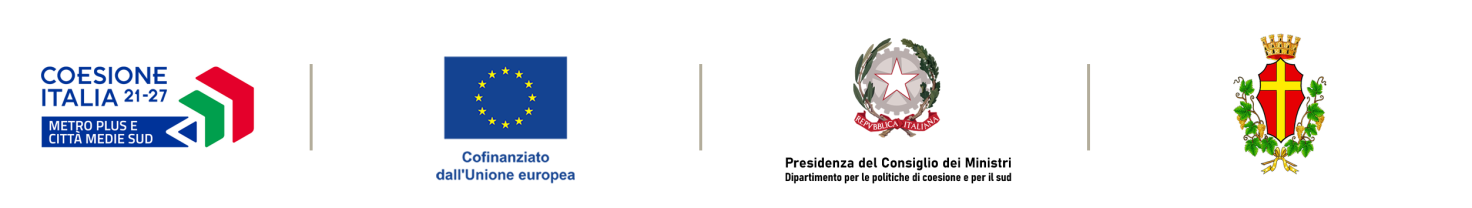 COESIONE
ITALIA 21-27
METRO PLUS E
CITTÀ MEDIE SUD
Cofinanziato
dall'Unione europea
REPVBBLICA ITALIANA
Presidenza del Consiglio dei Ministri
Dipartimento per le politiche di coesione e per il sud